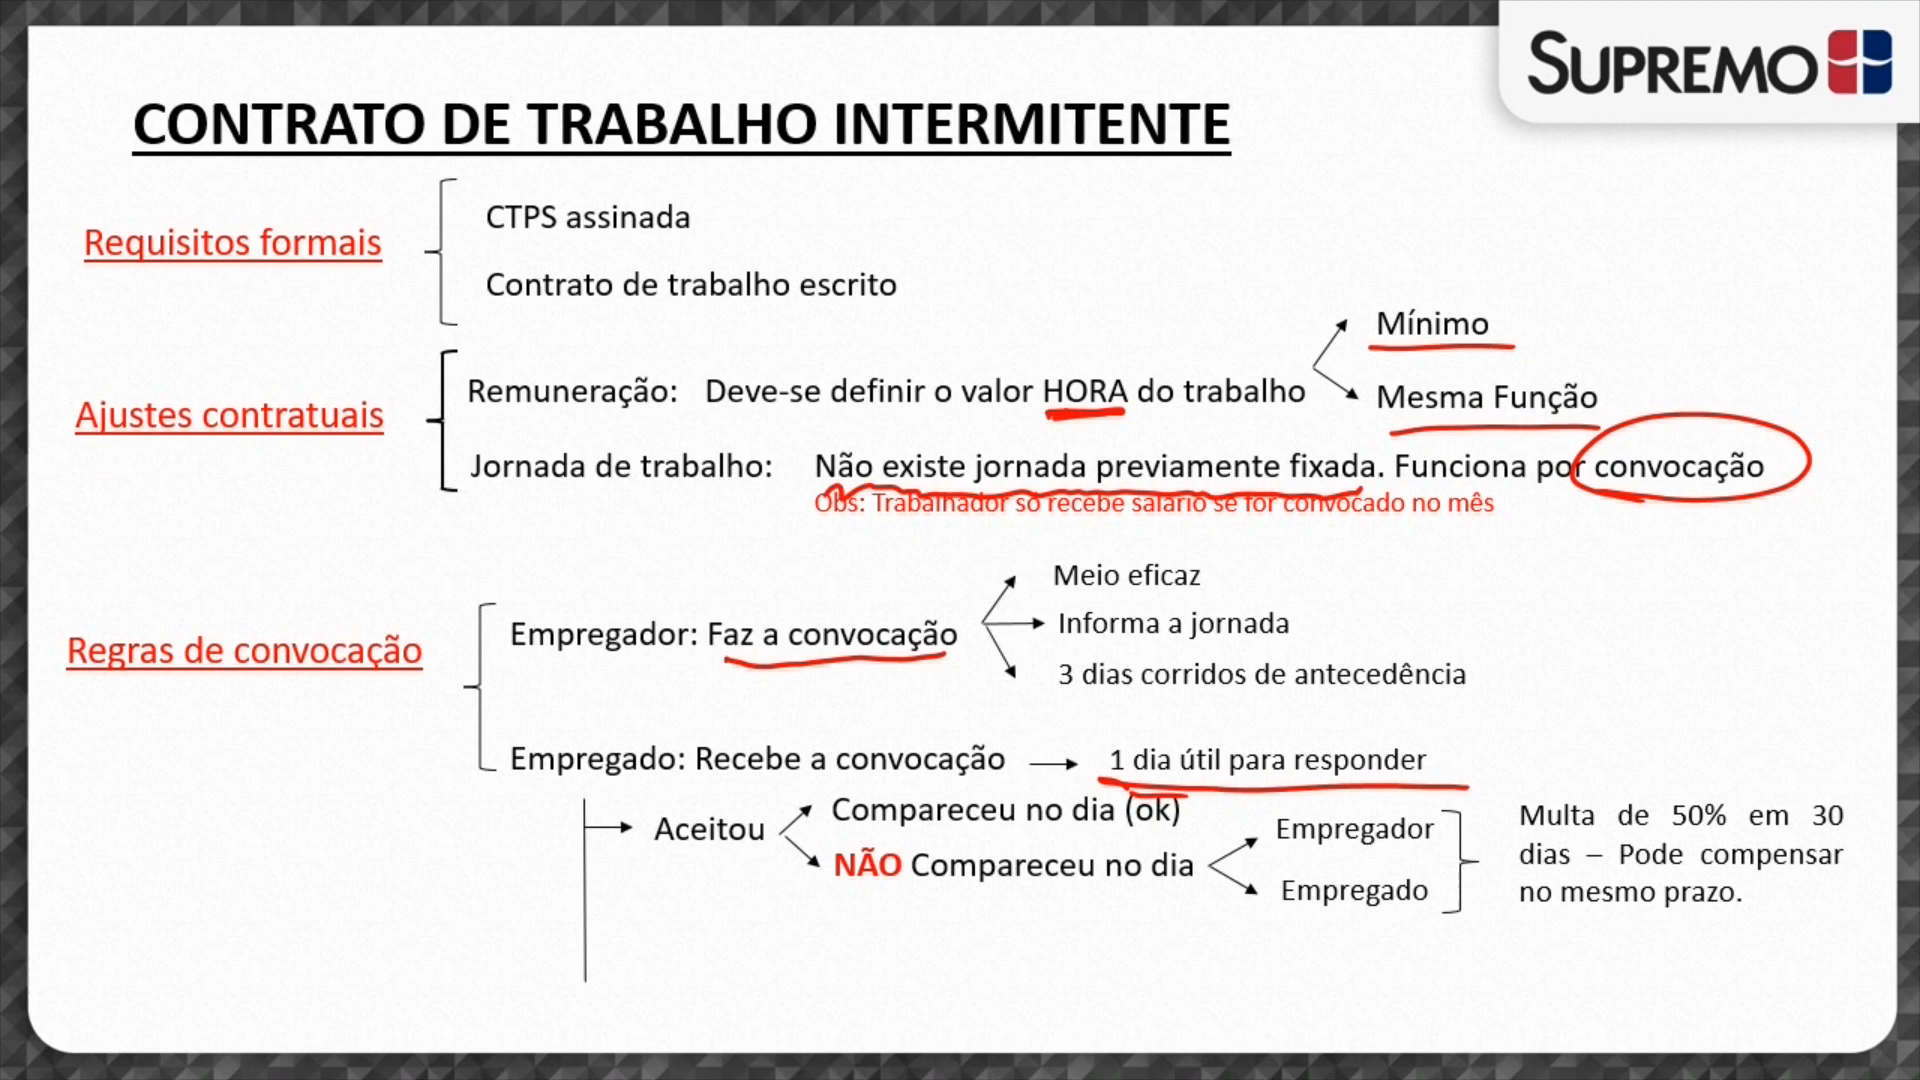 SUPREMO
CONTRATO DE TRABALHO INTERMITENTE
Requisitos formais
CTPS assinada
Contrato de trabalho escrito
Ajustes contratuais
Remuneração: Deve-se definir o valor HORA do trabalho
Mínimo
Mesma Função
Jornada de trabalho: Não existe jornada previamente fixada. Funciona por convocação
Obs: Trabalhador só recebe salário se for convocado no mês
Regras de convocação
Empregador: Faz a convocação
Meio eficaz
Informa a jornada
3 dias corridos de antecedência
Empregado: Recebe a convocação
1 dia útil para responder
Aceitou
Compareceu no dia (ok)
NÃO Compareceu no dia
Empregador
Empregado
Multa de 50% em 30
dias – Pode compensar
no mesmo prazo.